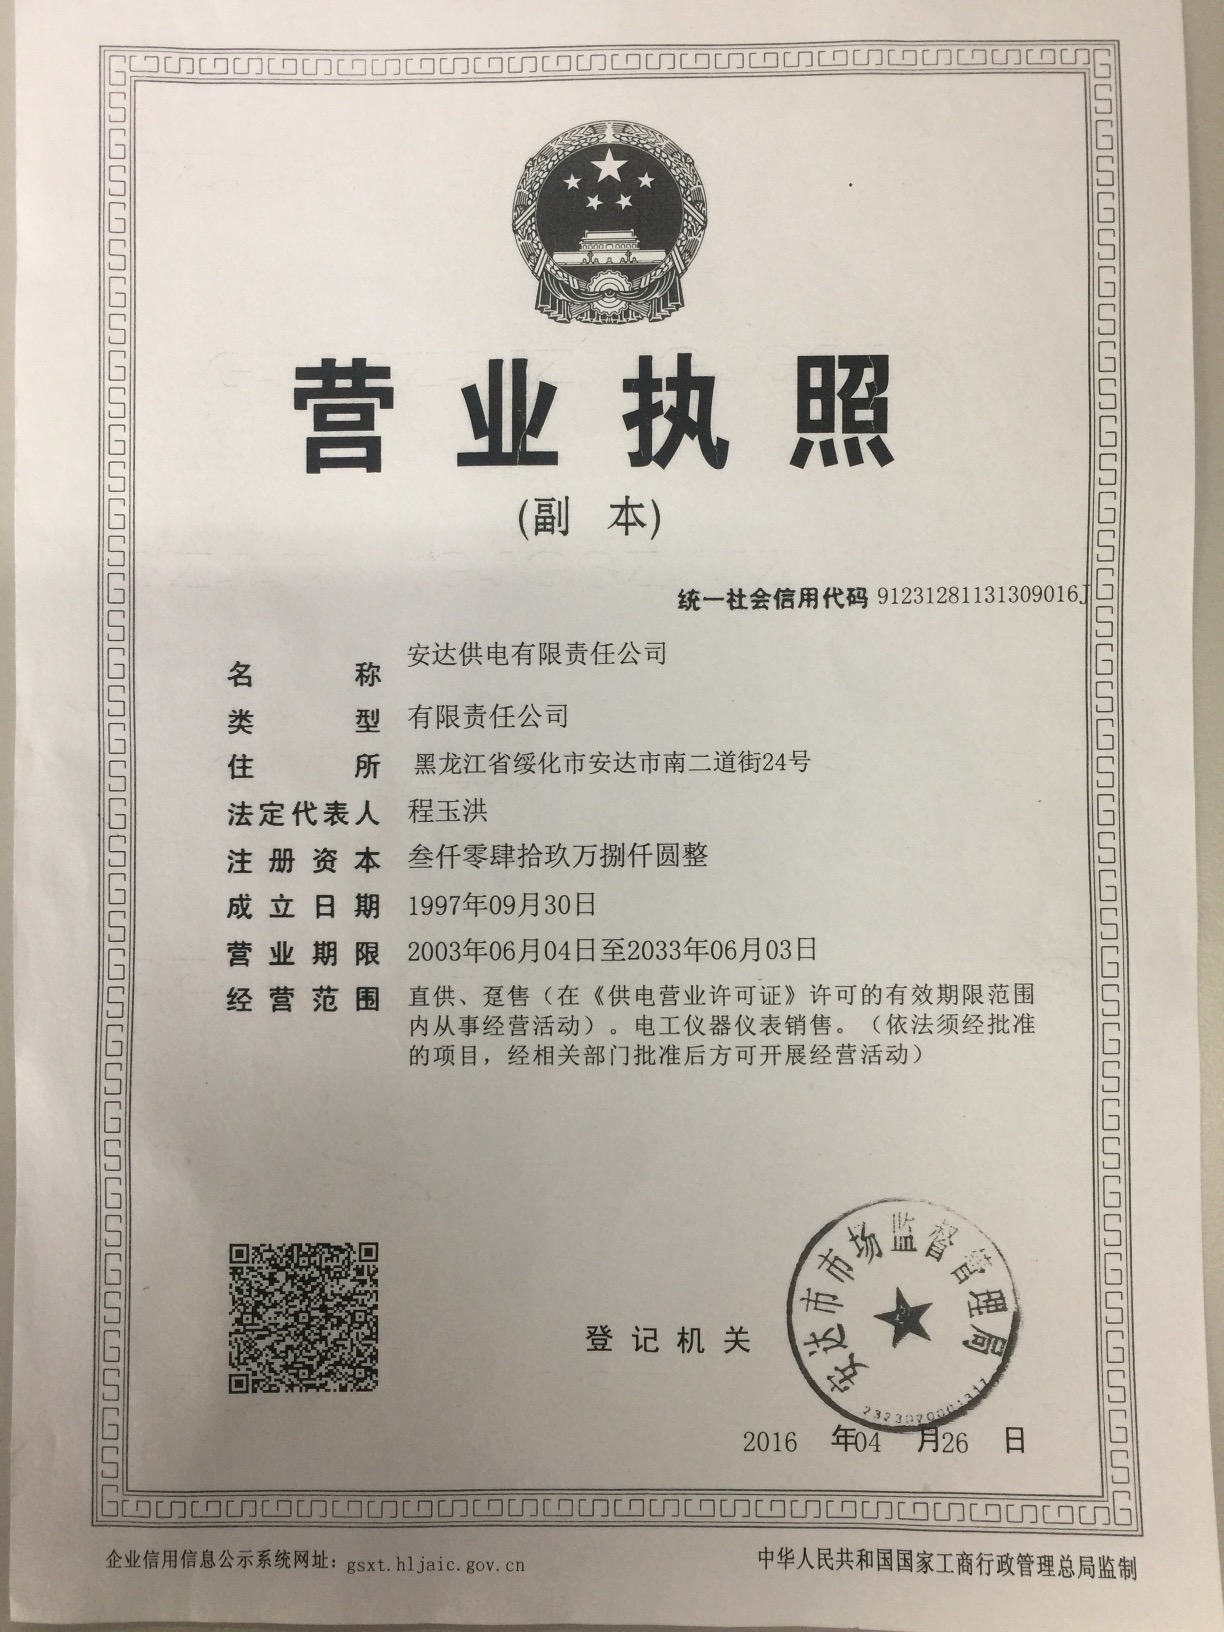 营业执照
(副 本)
统一社会信用代码 91231281131309016J
名称 安达供电有限责任公司
类型 有限责任公司
住所 黑龙江省绥化市安达市南二道街24号
法定代表人 程玉洪
注册资本 叁仟零肆拾玖万捌仟圆整
成立日期 1997年09月30日
营业期限 2003年06月04日至2033年06月03日
经营范围 直供、趸售（在《供电营业许可证》许可的有效期限范围
内从事经营活动）。电工仪器仪表销售。（依法须经批准
的项目，经相关部门批准后方可开展经营活动）
安达市市场监督管理局
登记机关
2016 年04 月26 日
企业信用信息公示系统网址：gsxt.hljaic.gov.cn
中华人民共和国国家工商行政管理总局监制